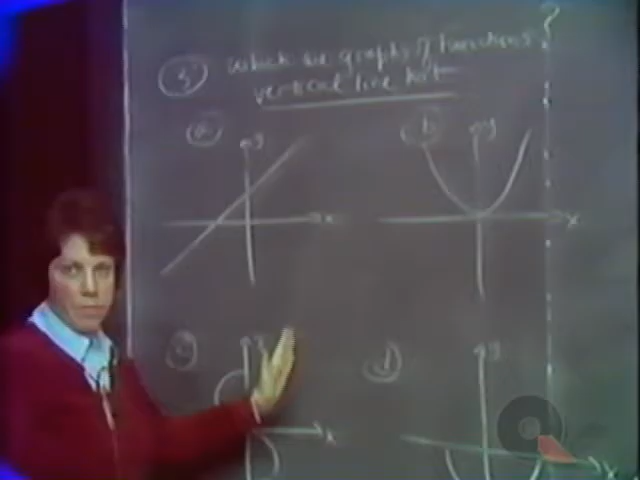 3 Which are graphs of functions?
vertical line test
a y b y
x x
c y d y
x x